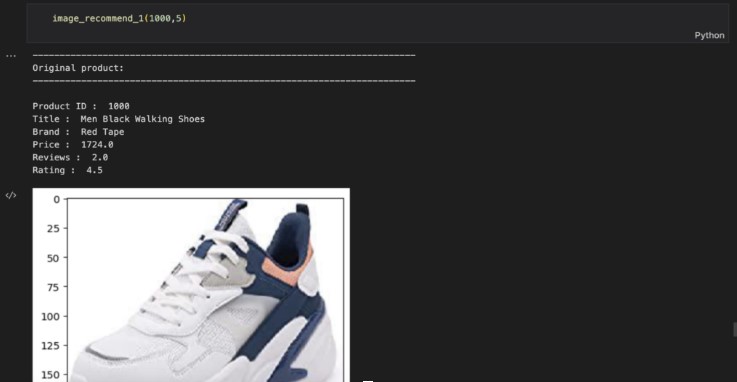 image_recommend_1(1000,5)
Python
...
------------------------------------------------------------------------
Original product:
------------------------------------------------------------------------
Product ID :  1000
Title :  Men Black Walking Shoes
Brand :  Red Tape
Price :  1724.0
Reviews :  2.0
Rating :  4.5
</>
0
25
50
75
100
125
150